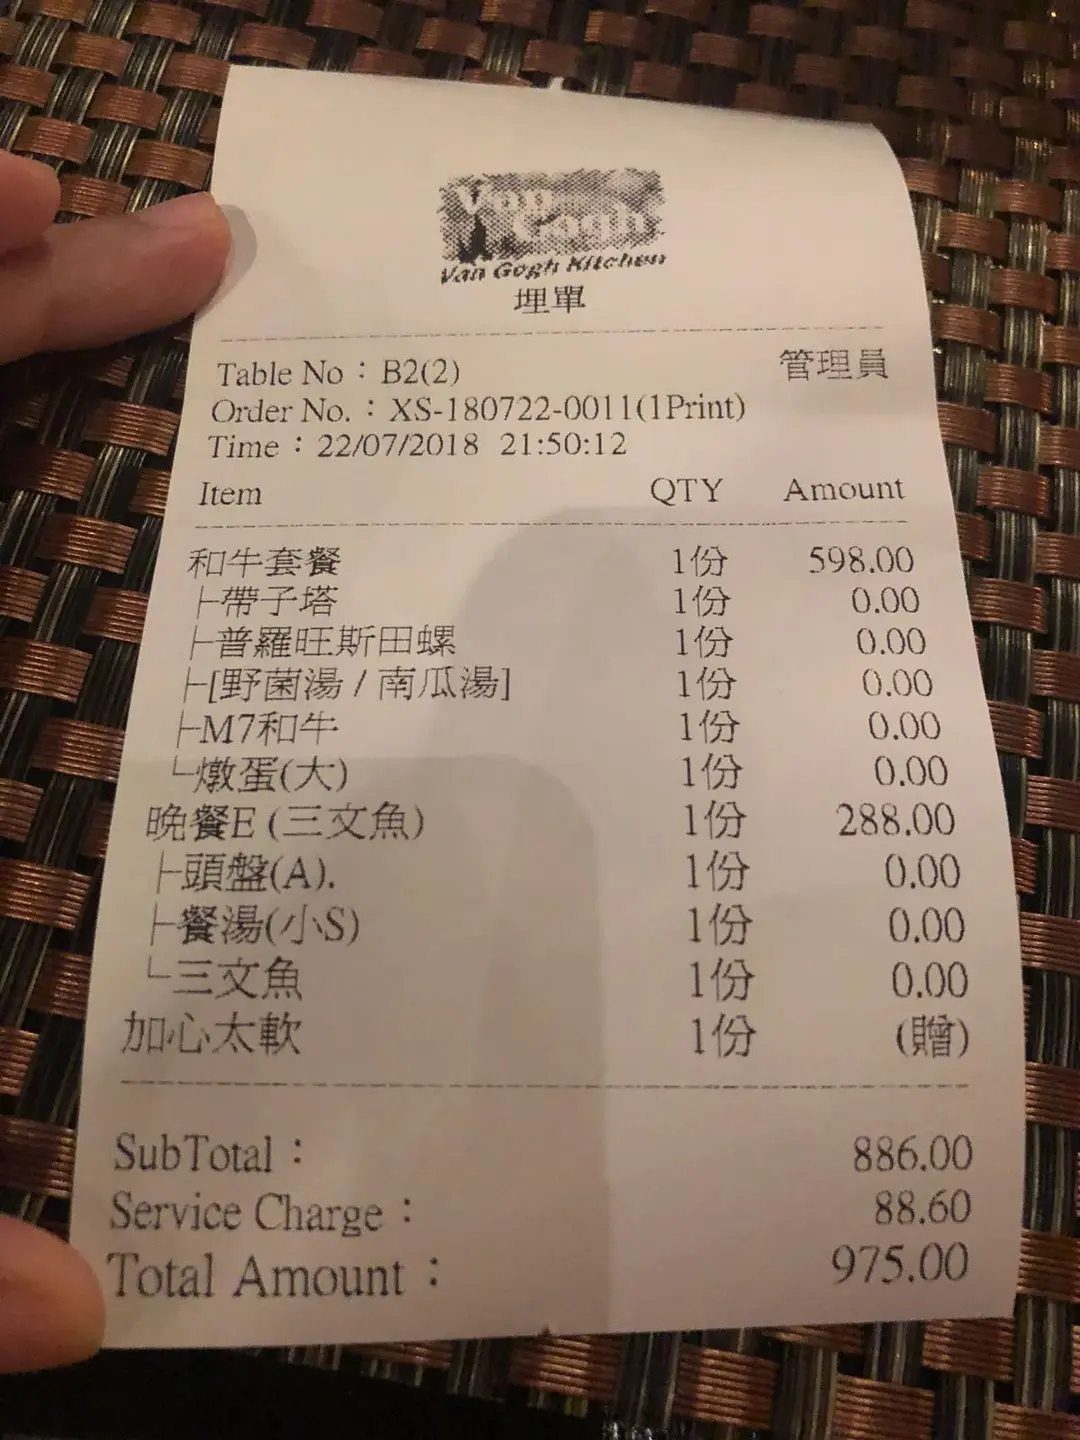 Van Gogh
Van Gogh Kitchen
埋單
Table No：B2(2) 管理員
Order No.：XS-180722-0011(1Print)
Time：22/07/2018 21:50:12
Item QTY Amount
和牛套餐 1份 598.00
├帶子塔 1份 0.00
├普羅旺斯田螺 1份 0.00
├[野菌湯 / 南瓜湯] 1份 0.00
├M7和牛 1份 0.00
└燉蛋(大) 1份 0.00
晚餐E (三文魚) 1份 288.00
├頭盤(A). 1份 0.00
├餐湯(小S) 1份 0.00
└三文魚 1份 0.00
加心太軟 1份 (贈)
SubTotal： 886.00
Service Charge： 88.60
Total Amount： 975.00